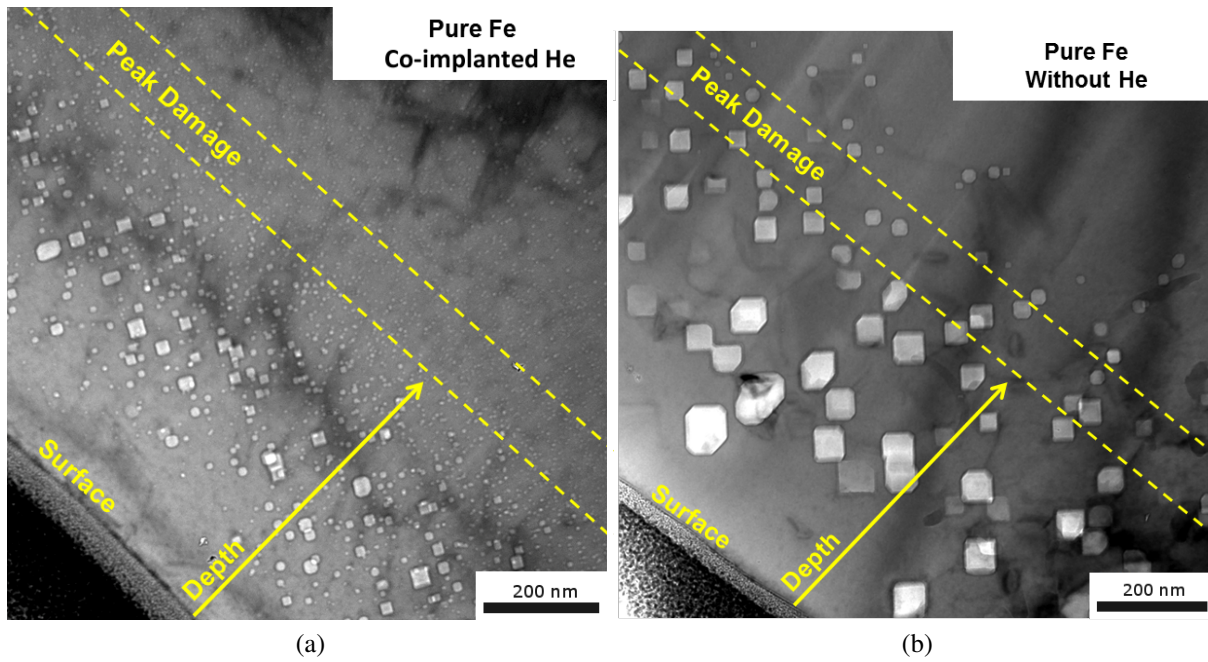 Pure Fe
Co-implanted He
Peak Damage
Surface
Depth
200 nm
(a)
Pure Fe
Without He
Peak Damage
Surface
Depth
200 nm
(b)